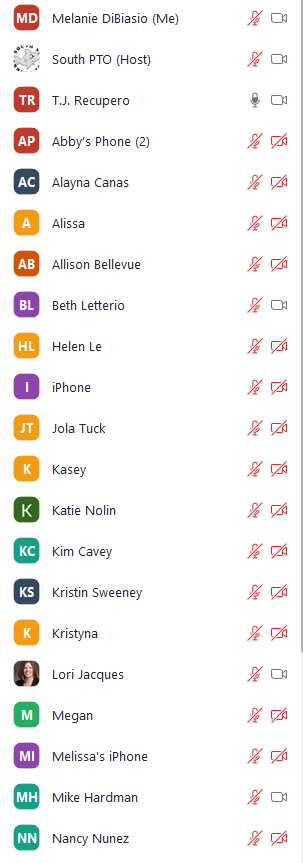 MD Melanie DiBiasio (Me)
South PTO (Host)
TR T.J. Recupero
AP Abby's Phone (2)
AC Alayna Canas
A Alissa
AB Allison Bellevue
BL Beth Letterio
HL Helen Le
I iPhone
JT Jola Tuck
K Kasey
K Katie Nolin
KC Kim Cavey
KS Kristin Sweeney
K Kristyna
Lori Jacques
M Megan
MI Melissa's iPhone
MH Mike Hardman
NN Nancy Nunez